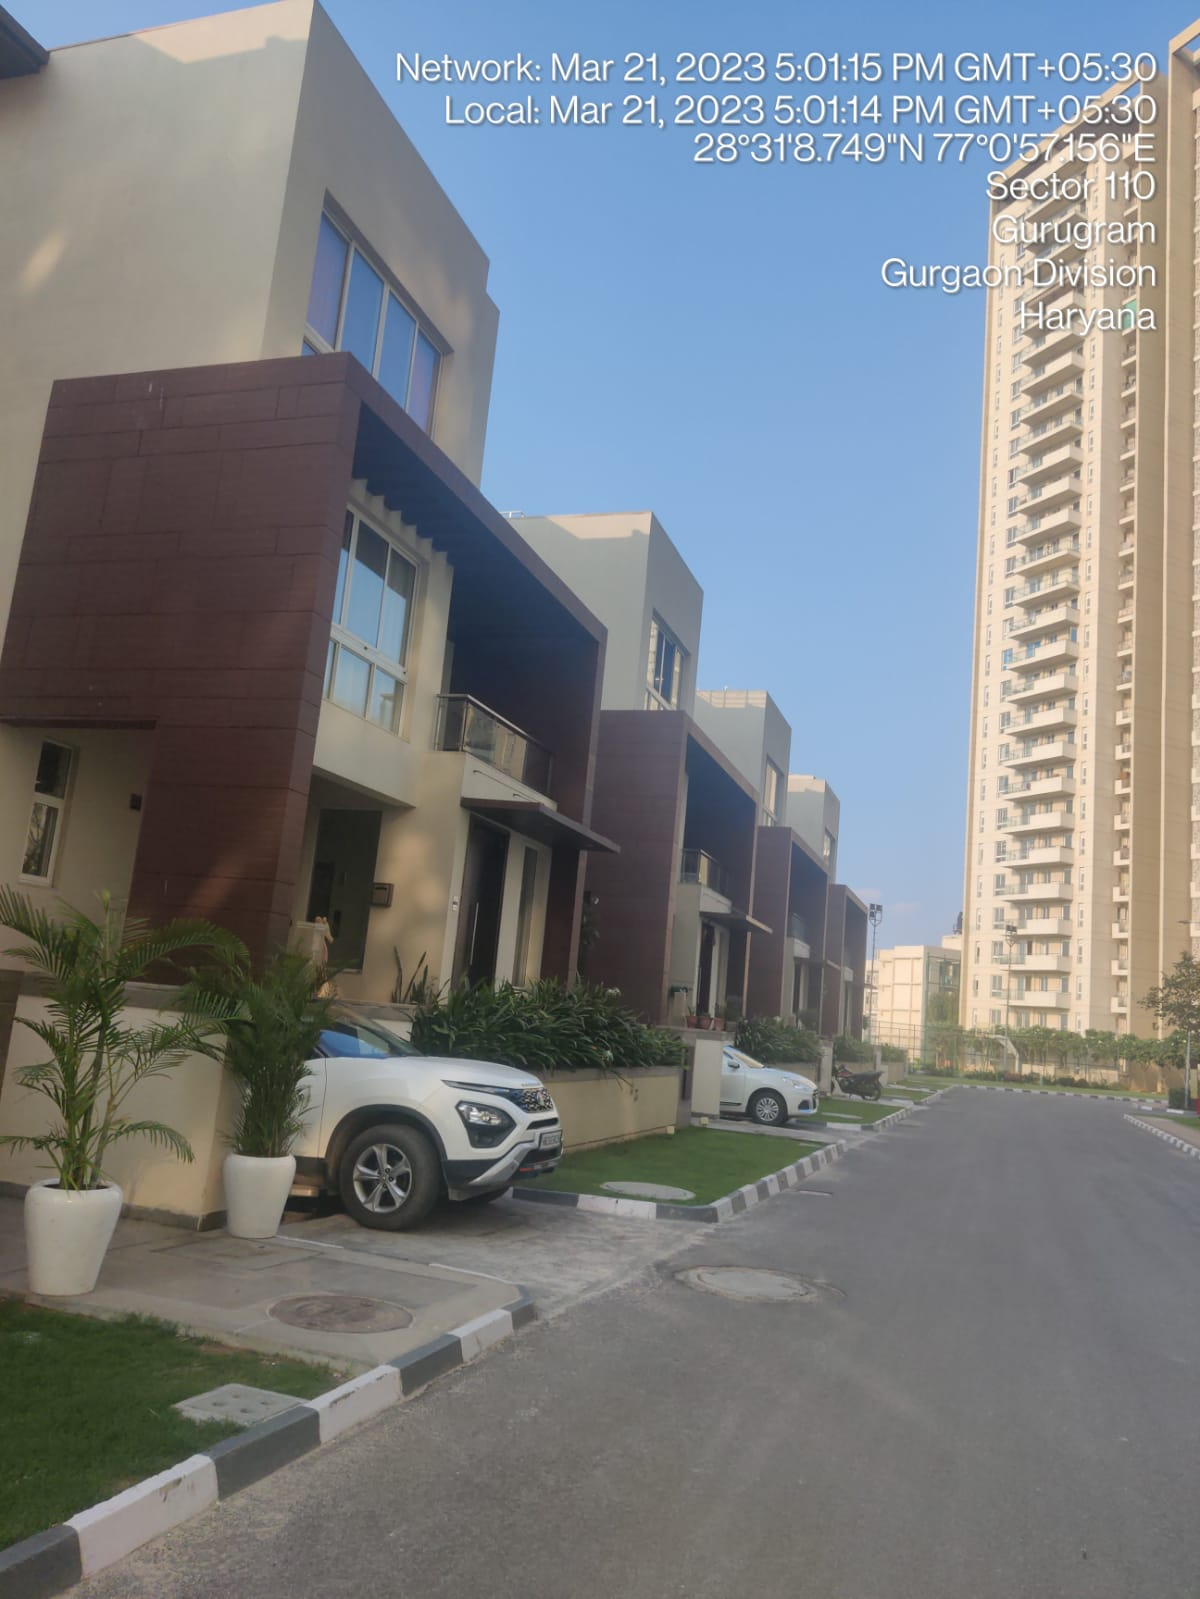 Network: Mar 21, 2023 5:01:15 PM GMT+05:30
Local: Mar 21, 2023 5:01:14 PM GMT+05:30
28°31'8.749"N 77°0'57.156"E
Sector 110
Gurugram
Gurgaon Division
Haryana